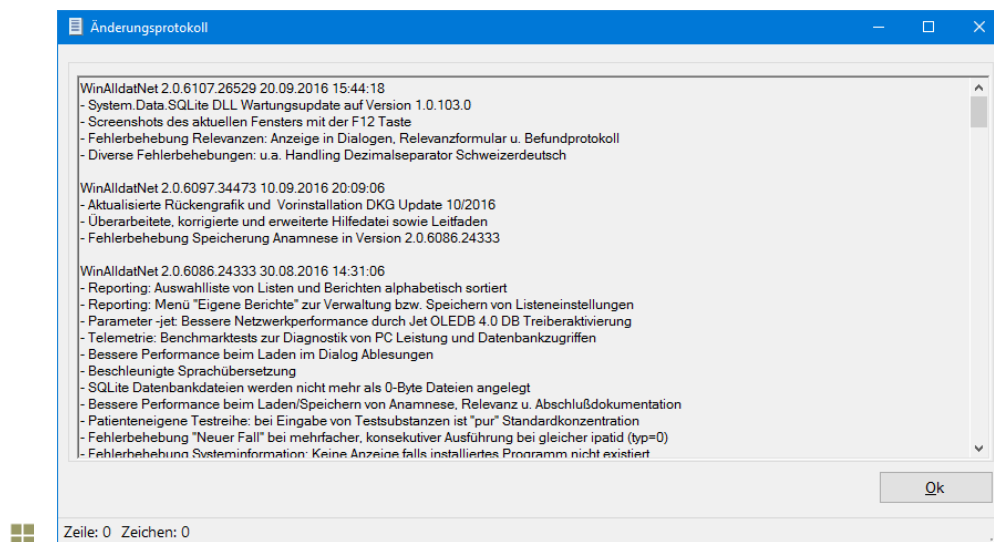 Änderungsprotokoll
WinAlldatNet 2.0.6107.26529 20.09.2016 15:44:18
- System.Data.SQLite DLL Wartungsupdate auf Version 1.0.103.0
- Screenshots des aktuellen Fensters mit der F12 Taste
- Fehlerbehebung Relevanzen: Anzeige in Dialogen, Relevanzformular u. Befundprotokoll
- Diverse Fehlerbehebungen: u.a. Handling Dezimalseparator Schweizerdeutsch
WinAlldatNet 2.0.6097.34473 10.09.2016 20:09:06
- Aktualisierte Rückengrafik und  Vorinstallation DKG Update 10/2016
- Überarbeitete, korrigierte und erweiterte Hilfedatei sowie Leitfaden
- Fehlerbehebung Speicherung Anamnese in Version 2.0.6086.24333
WinAlldatNet 2.0.6086.24333 30.08.2016 14:31:06
- Reporting: Auswahlliste von Listen und Berichten alphabetisch sortiert
- Reporting: Menü "Eigene Berichte" zur Verwaltung bzw. Speichern von Listeneinstellungen
- Parameter -jet: Bessere Netzwerkperformance durch Jet OLEDB 4.0 DB Treiberaktivierung
- Telemetrie: Benchmarktests zur Diagnostik von PC Leistung und Datenbankzugriffen
- Bessere Performance beim Laden im Dialog Ablesungen
- Beschleunigte Sprachübersetzung
- SQLite Datenbankdateien werden nicht mehr als 0-Byte Dateien angelegt
- Bessere Performance beim Laden/Speichern von Anamnese, Relevanz u. Abschlußdokumentation
- Patienteneigene Testreihe: bei Eingabe von Testsubstanzen ist "pur" Standardkonzentration
- Fehlerbehebung "Neuer Fall" bei mehrfacher, konsekutiver Ausführung bei gleicher ipatid (typ=0)
- Fehlerbehebung Systeminformation: Keine Anzeige falls installiertes Programm nicht existiert
Ok
Zeile: 0 Zeichen: 0